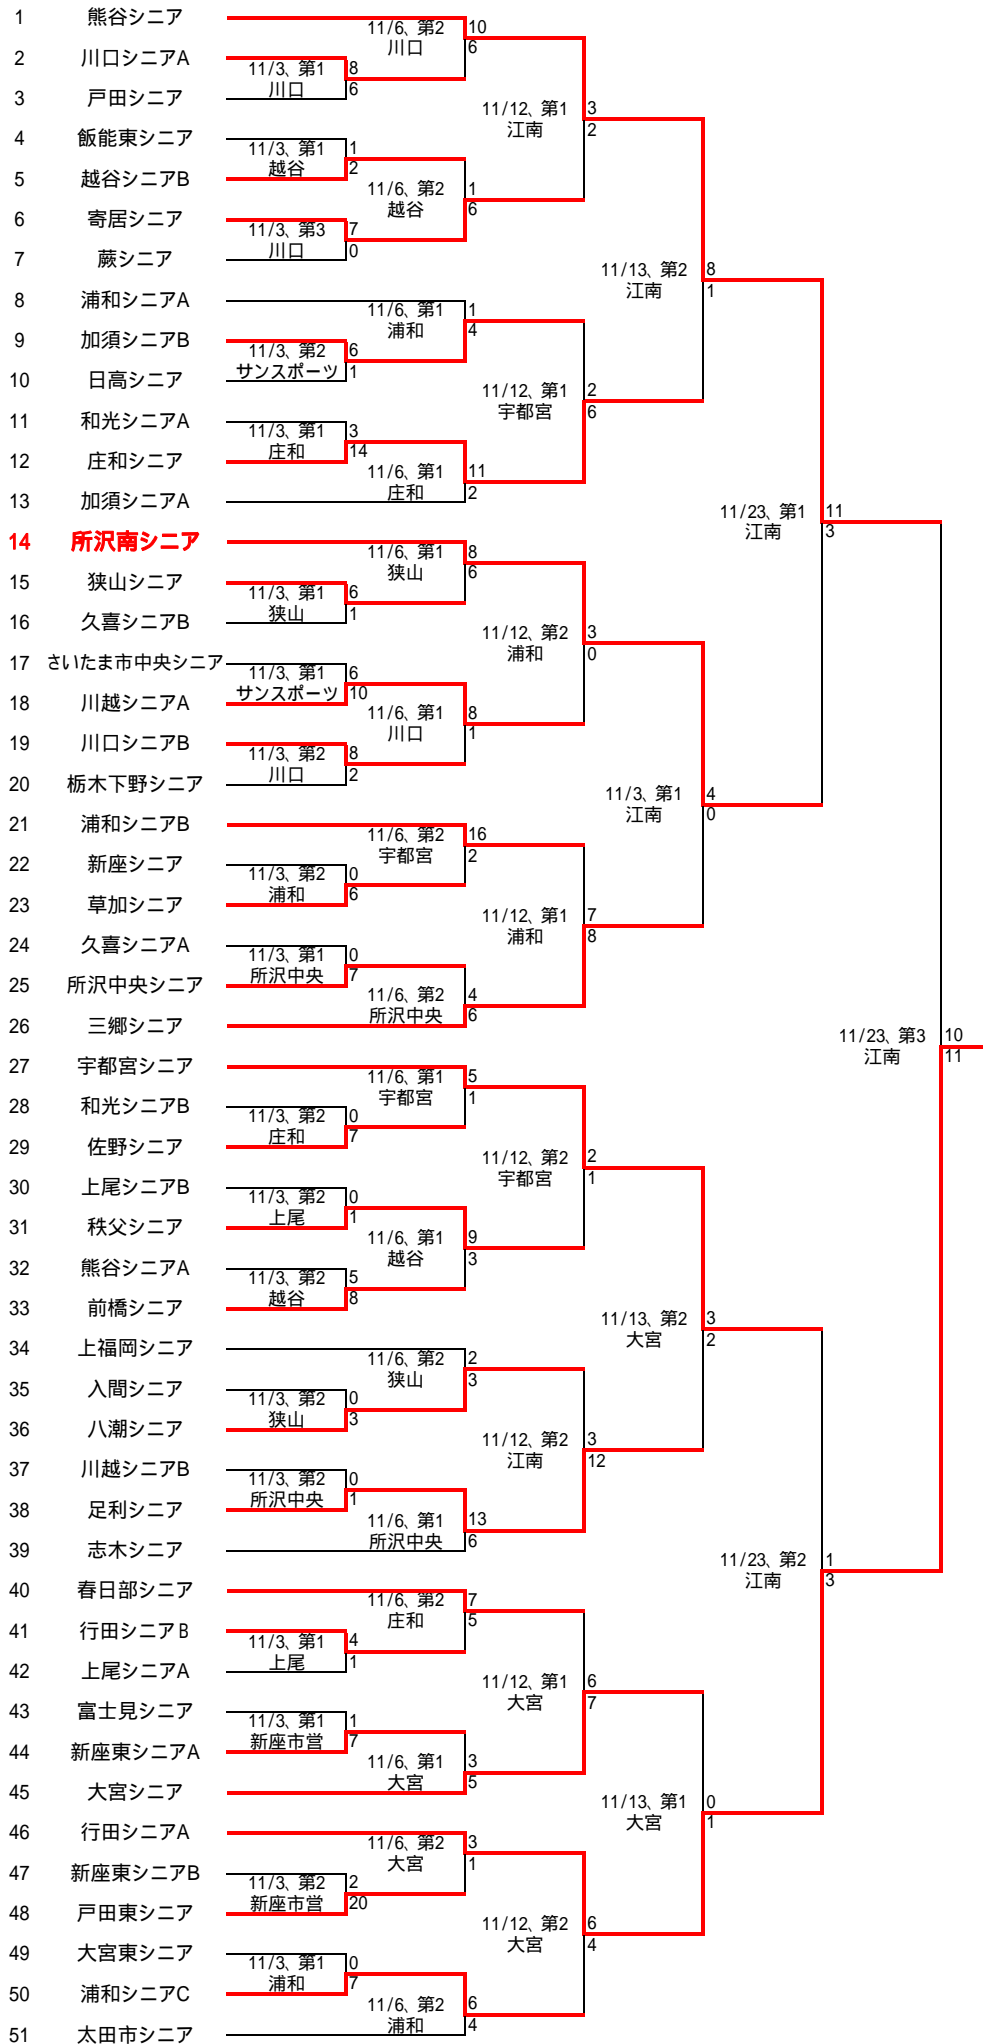 1 熊谷シニア
11/6、第2 10
川口 6
2 川口シニアA
11/3、第1 8
川口 6
3 戸田シニア
11/12、第1 3
江南 2
4 飯能東シニア
11/3、第1 1
越谷 2
5 越谷シニアB
11/6、第2 1
越谷 6
6 寄居シニア
11/3、第3 7
川口 0
7 蕨シニア
11/13、第2 8
江南 1
8 浦和シニアA
11/6、第1 1
浦和 4
9 加須シニアB
11/3、第2 6
サンスポーツ 1
10 日高シニア
11/12、第1 2
宇都宮 6
11 和光シニアA
11/3、第1 3
庄和 14
12 庄和シニア
11/6、第1 11
庄和 2
13 加須シニアA
11/23、第1 11
江南 3
14 所沢南シニア
11/6、第1 8
狭山 6
15 狭山シニア
11/3、第1 6
狭山 1
16 久喜シニアB
11/12、第2 3
浦和 0
17 さいたま市中央シニア
11/3、第1 6
サンスポーツ 10
18 川越シニアA
11/6、第1 8
川口 1
19 川口シニアB
11/3、第2 8
川口 2
20 栃木下野シニア
11/3、第1 4
江南 0
21 浦和シニアB
11/6、第2 16
宇都宮 2
22 新座シニア
11/3、第2 0
浦和 6
23 草加シニア
11/12、第1 7
浦和 8
24 久喜シニアA
11/3、第1 0
所沢中央 7
25 所沢中央シニア
11/6、第2 4
所沢中央 6
26 三郷シニア
11/23、第3 10
江南 11
27 宇都宮シニア
11/6、第1 5
宇都宮 1
28 和光シニアB
11/3、第2 0
庄和 7
29 佐野シニア
11/12、第2 2
宇都宮 1
30 上尾シニアB
11/3、第2 0
上尾 1
31 秩父シニア
11/6、第1 9
越谷 3
32 熊谷シニアA
11/3、第2 5
越谷 8
33 前橋シニア
11/13、第2 3
大宮 2
34 上福岡シニア
11/6、第2 2
狭山 3
35 入間シニア
11/3、第2 0
狭山 3
36 八潮シニア
11/12、第2 3
江南 12
37 川越シニアB
11/3、第2 0
所沢中央 1
38 足利シニア
11/6、第1 13
所沢中央 6
39 志木シニア
11/23、第2 1
江南 3
40 春日部シニア
11/6、第2 7
庄和 5
41 行田シニアB
11/3、第1 4
上尾 1
42 上尾シニアA
11/12、第1 6
大宮 7
43 富士見シニア
11/3、第1 1
新座市営 7
44 新座東シニアA
11/6、第1 3
大宮 5
45 大宮シニア
11/13、第1 0
大宮 1
46 行田シニアA
11/6、第2 3
大宮 1
47 新座東シニアB
11/3、第2 2
新座市営 20
48 戸田東シニア
11/12、第2 6
大宮 4
49 大宮東シニア
11/3、第1 0
浦和 7
50 浦和シニアC
11/6、第2 6
浦和 4
51 太田市シニア